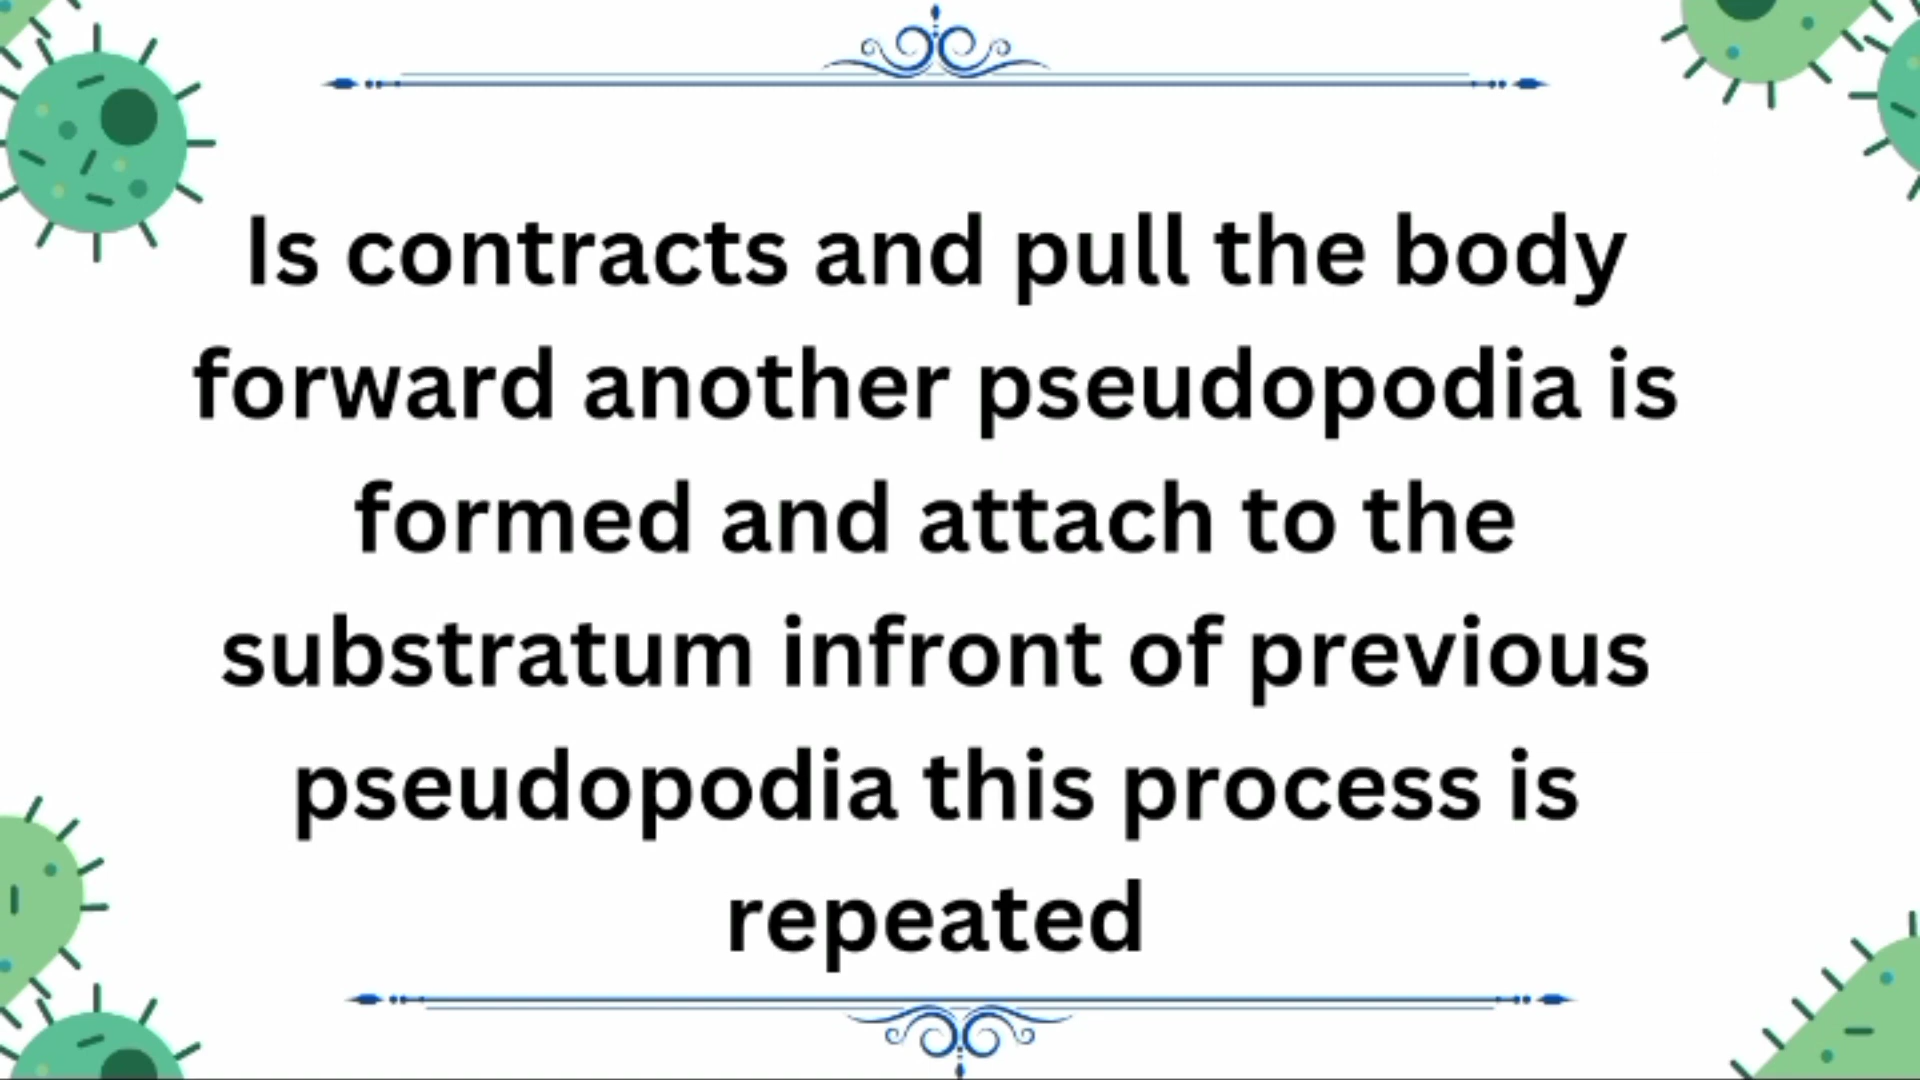 Is contracts and pull the body
forward another pseudopodia is
formed and attach to the
substratum infront of previous
pseudopodia this process is
repeated